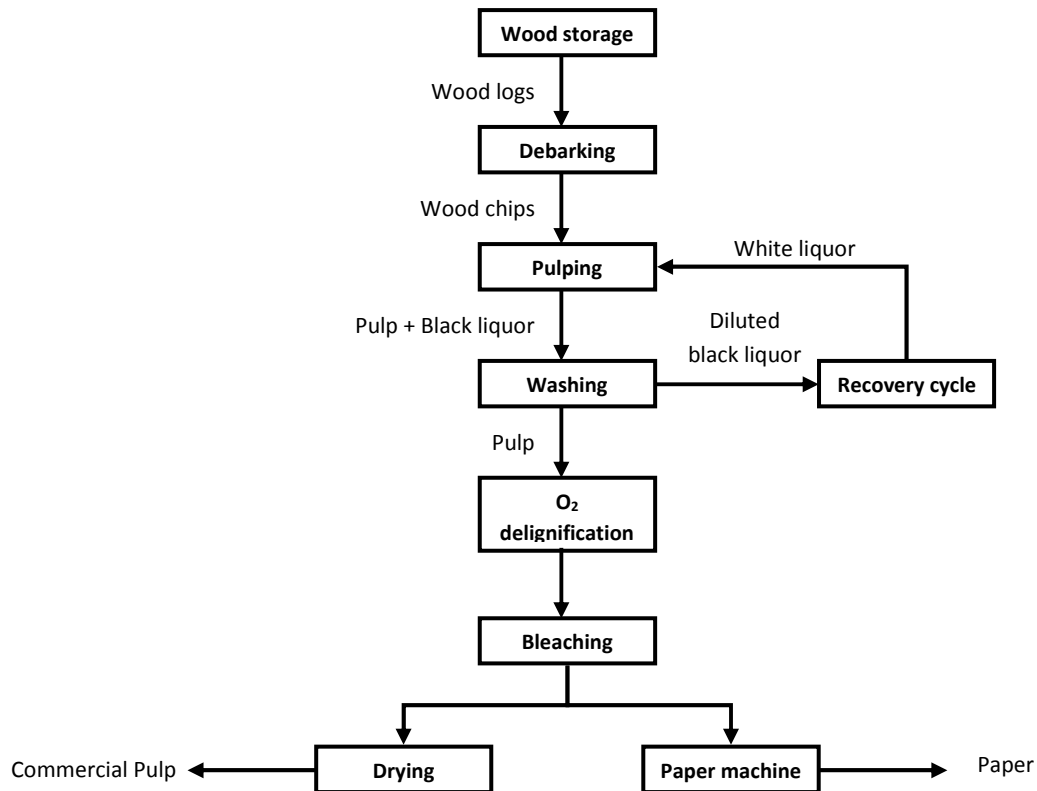 Wood storage
Wood logs
Debarking
Wood chips
White liquor
Pulping
Pulp + Black liquor
Diluted
black liquor
Washing
Recovery cycle
Pulp
O₂
delignification
Bleaching
Commercial Pulp
Drying
Paper machine
Paper